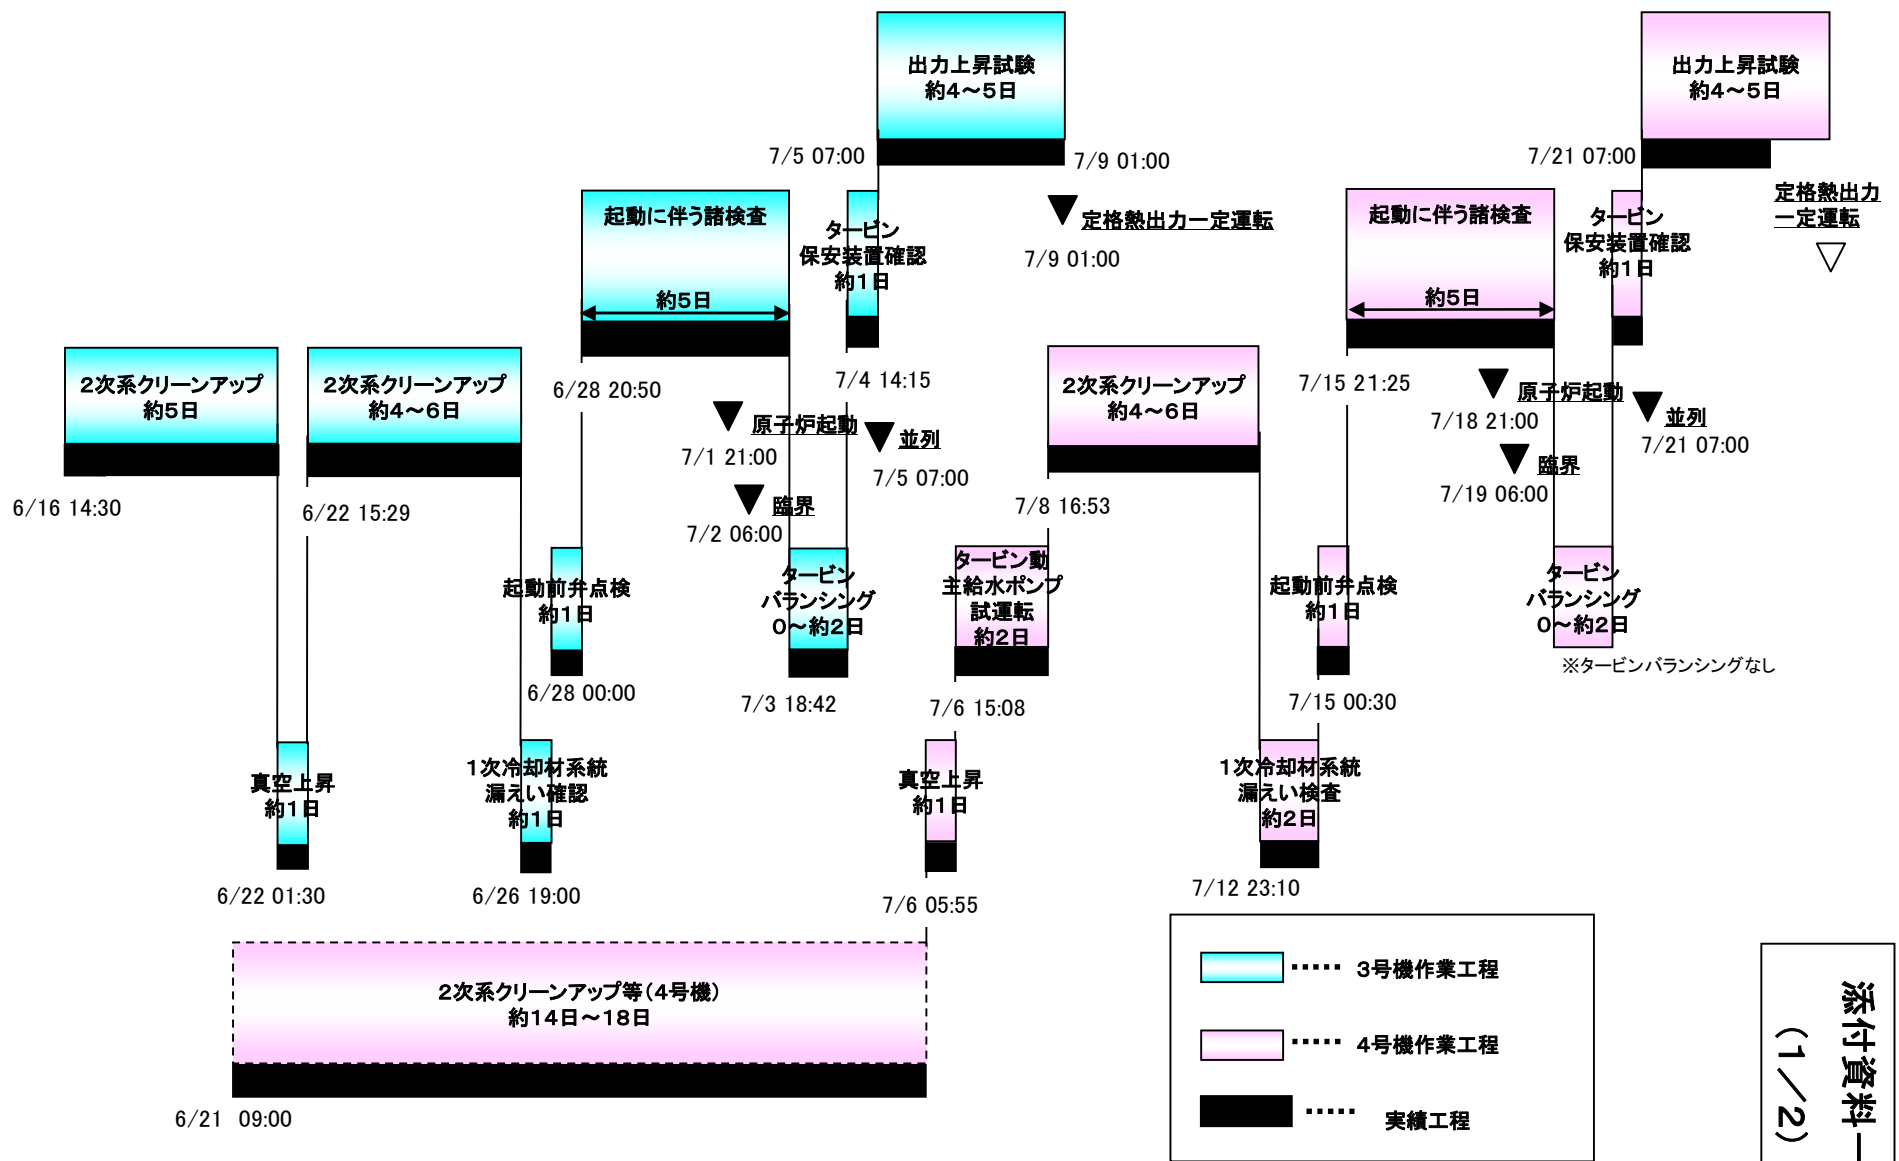 出力上昇試験
約4～5日
出力上昇試験
約4～5日
7/5 07:00
7/9 01:00
7/21 07:00
起動に伴う諸検査
約5日
タービン
保安装置確認
約1日
定格熱出力一定運転
7/9 01:00
起動に伴う諸検査
約5日
タービン
保安装置確認
約1日
定格熱出力
一定運転
2次系クリーンアップ
約5日
2次系クリーンアップ
約4～6日
6/28 20:50
7/4 14:15
2次系クリーンアップ
約4～6日
7/15 21:25
原子炉起動
7/1 21:00
並列
7/5 07:00
原子炉起動
7/18 21:00
並列
7/21 07:00
臨界
7/2 06:00
臨界
7/19 06:00
6/16 14:30
6/22 15:29
7/8 16:53
起動前弁点検
約1日
タービン
バランシング
0～約2日
タービン動
主給水ポンプ
試運転
約2日
起動前弁点検
約1日
タービン
バランシング
0～約2日
※タービンバランシングなし
6/28 00:00
7/3 18:42
7/6 15:08
7/15 00:30
真空上昇
約1日
1次冷却材系統
漏えい確認
約1日
真空上昇
約1日
1次冷却材系統
漏えい検査
約2日
6/22 01:30
6/26 19:00
7/6 05:55
7/12 23:10
2次系クリーンアップ等（4号機）
約14日～18日
6/21 09:00
3号機作業工程
4号機作業工程
実績工程
添付資料－
（1／2）